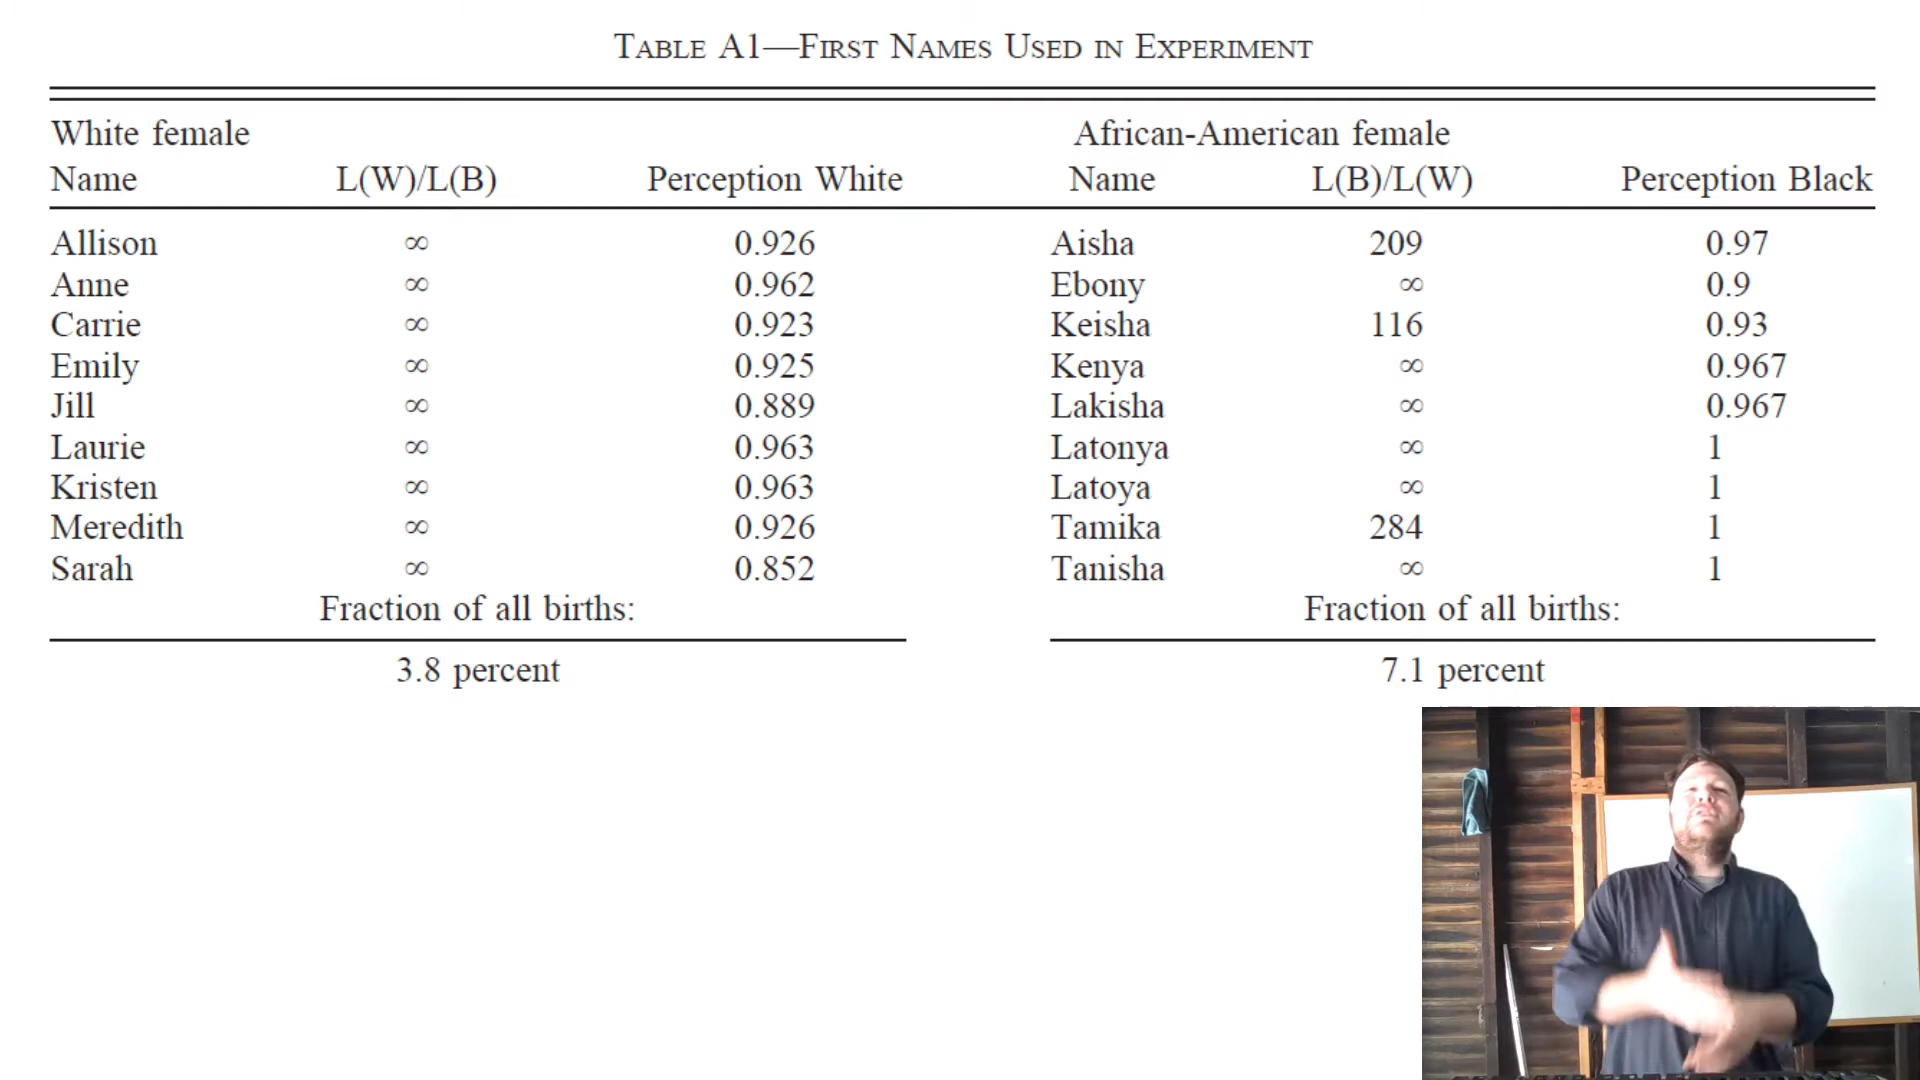 TABLE A1—FIRST NAMES USED IN EXPERIMENT
White female African-American female
Name L(W)/L(B) Perception White Name L(B)/L(W) Perception Black
Allison ∞ 0.926 Aisha 209 0.97
Anne ∞ 0.962 Ebony ∞ 0.9
Carrie ∞ 0.923 Keisha 116 0.93
Emily ∞ 0.925 Kenya ∞ 0.967
Jill ∞ 0.889 Lakisha ∞ 0.967
Laurie ∞ 0.963 Latonya ∞ 1
Kristen ∞ 0.963 Latoya ∞ 1
Meredith ∞ 0.926 Tamika 284 1
Sarah ∞ 0.852 Tanisha ∞ 1
Fraction of all births: Fraction of all births:
3.8 percent 7.1 percent